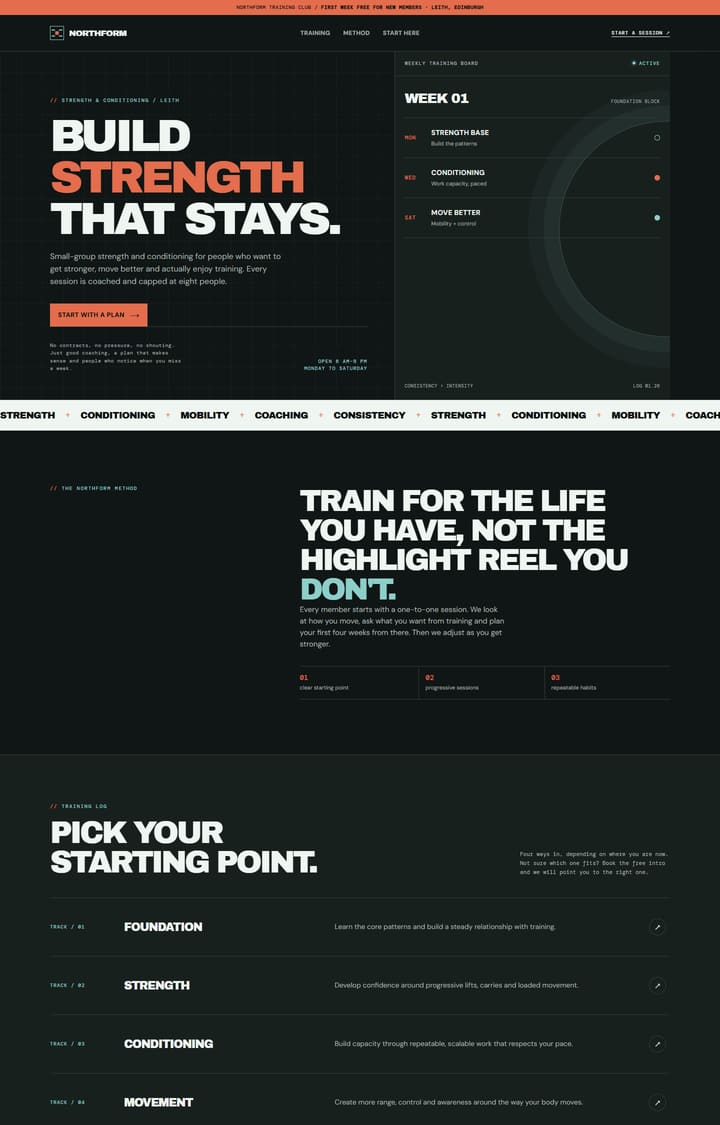 NORTHFORM TRAINING CLUB / FIRST WEEK FREE FOR NEW MEMBERS · LEITH, EDINBURGH
NORTHFORM
TRAINING METHOD START HERE
START A SESSION ↗
// STRENGTH & CONDITIONING / LEITH
BUILD
STRENGTH
THAT STAYS.
Small-group strength and conditioning for people who want to
get stronger, move better and actually enjoy training. Every
session is coached and capped at eight people.
START WITH A PLAN →
No contracts, no pressure, no shouting.
Just good coaching, a plan that makes
sense and people who notice when you miss
a week.
OPEN 6 AM–8 PM
MONDAY TO SATURDAY
WEEKLY TRAINING BOARD
ACTIVE
WEEK 01
FOUNDATION BLOCK
MON
STRENGTH BASE
Build the patterns
WED
CONDITIONING
Work capacity, paced
SAT
MOVE BETTER
Mobility + control
CONSISTENCY > INTENSITY
LOG 01.26
STRENGTH + CONDITIONING + MOBILITY + COACHING + CONSISTENCY + STRENGTH + CONDITIONING + MOBILITY + COACH
// THE NORTHFORM METHOD
TRAIN FOR THE LIFE
YOU HAVE, NOT THE
HIGHLIGHT REEL YOU
DON'T.
Every member starts with a one-to-one session. We look
at how you move, ask what you want from training and plan
your first four weeks from there. Then we adjust as you get
stronger.
01
clear starting point
02
progressive sessions
03
repeatable habits
// TRAINING LOG
PICK YOUR
STARTING POINT.
Four ways in, depending on where you are now.
Not sure which one fits? Book the free intro
and we will point you to the right one.
TRACK / 01
FOUNDATION
Learn the core patterns and build a steady relationship with training.
↗
TRACK / 02
STRENGTH
Develop confidence around progressive lifts, carries and loaded movement.
↗
TRACK / 03
CONDITIONING
Build capacity through repeatable, scalable work that respects your pace.
↗
TRACK / 04
MOVEMENT
Create more range, control and awareness around the way your body moves.
↗